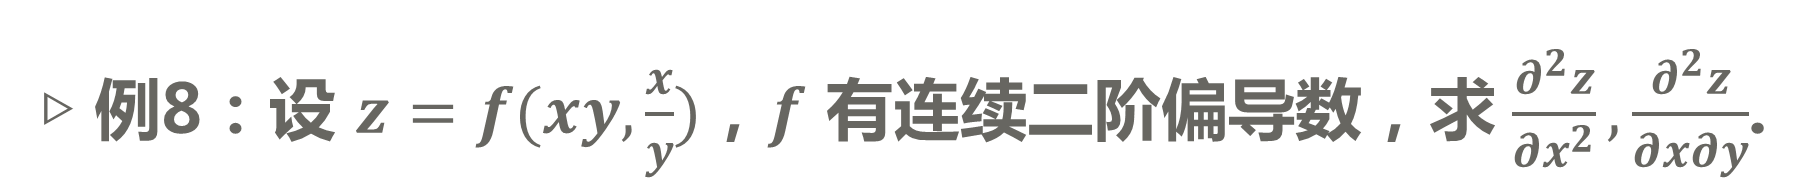 ▷ 例8：设 z = f(xy, x/y)，f 有连续二阶偏导数，求 ∂²z/∂x², ∂²z/∂x∂y.